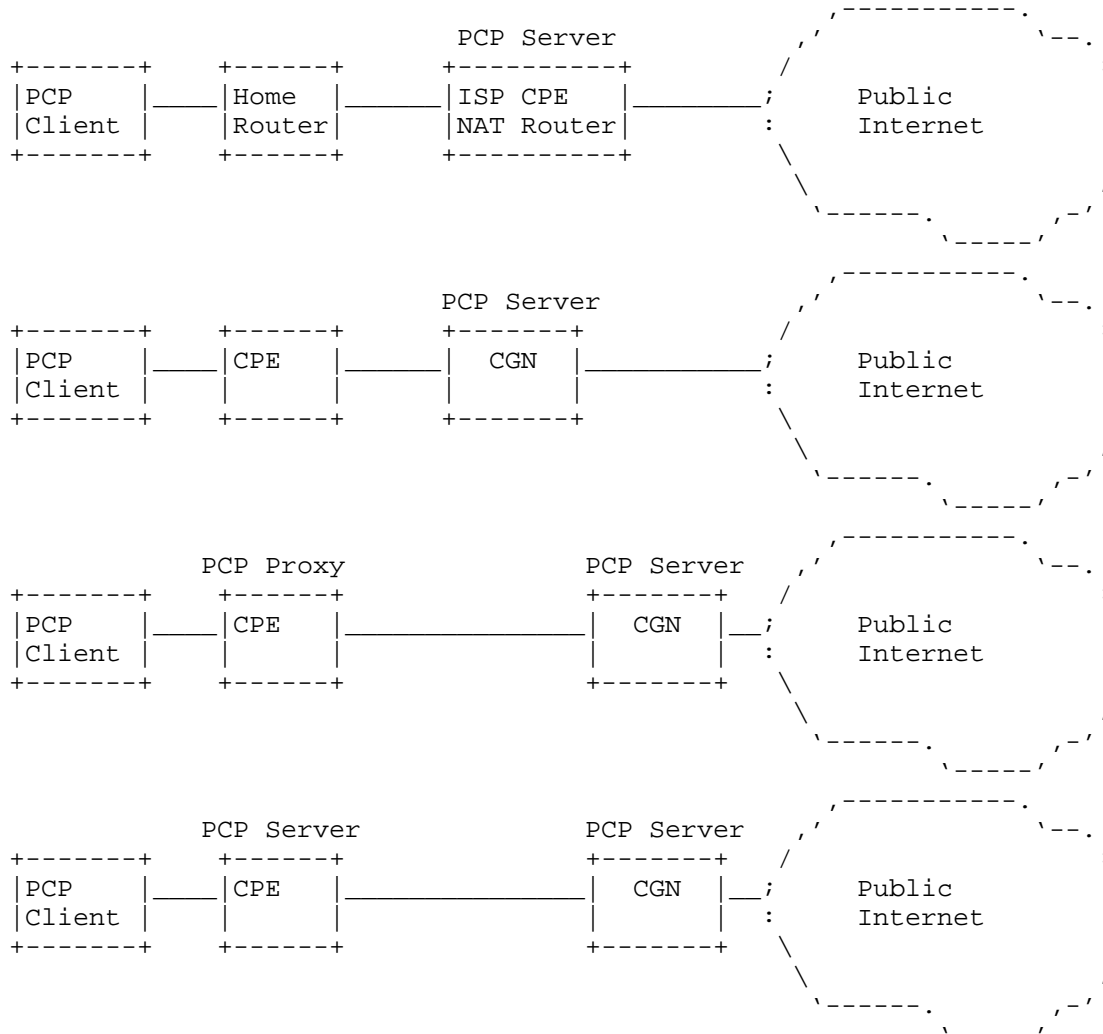 PCP Server
PCP Home ISP CPE Public
Client Router NAT Router Internet
PCP Server
PCP CPE CGN Public
Client Internet
PCP Proxy PCP Server
PCP CPE CGN Public
Client Internet
PCP Server PCP Server
PCP CPE CGN Public
Client Internet